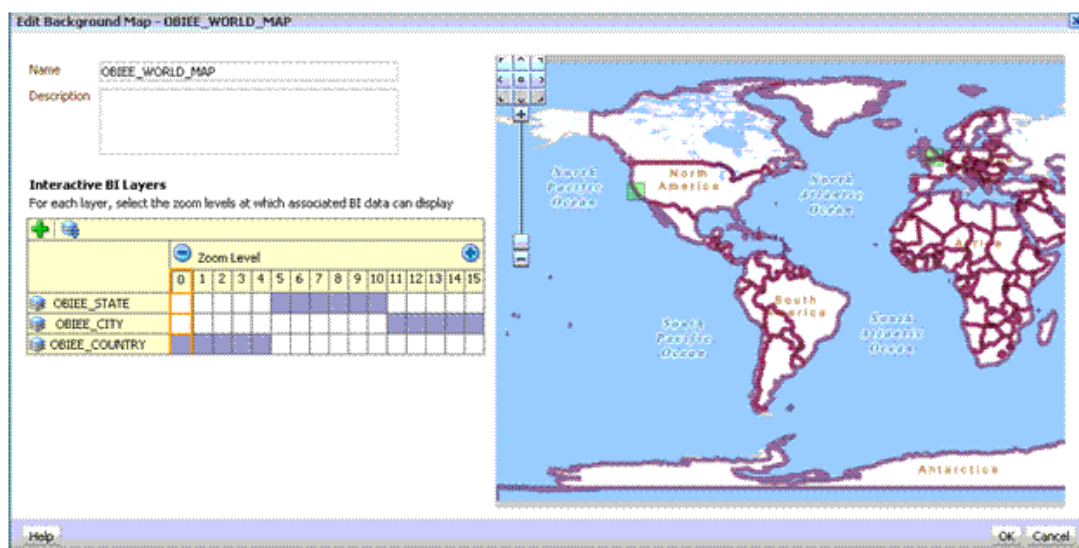 Edit Background Map - OBIEE_WORLD_MAP
Name OBIEE_WORLD_MAP
Description
Interactive BI Layers
For each layer, select the zoom levels at which associated BI data can display
Zoom Level
0 1 2 3 4 5 6 7 8 9 10 11 12 13 14 15
OBIEE_STATE
OBIEE_CITY
OBIEE_COUNTRY
North
Pacific
Ocean
North
America
North
Atlantic
Ocean
Africa
South
America
South
Pacific
Ocean
South
Atlantic
Ocean
Antarctica
Help
OK Cancel